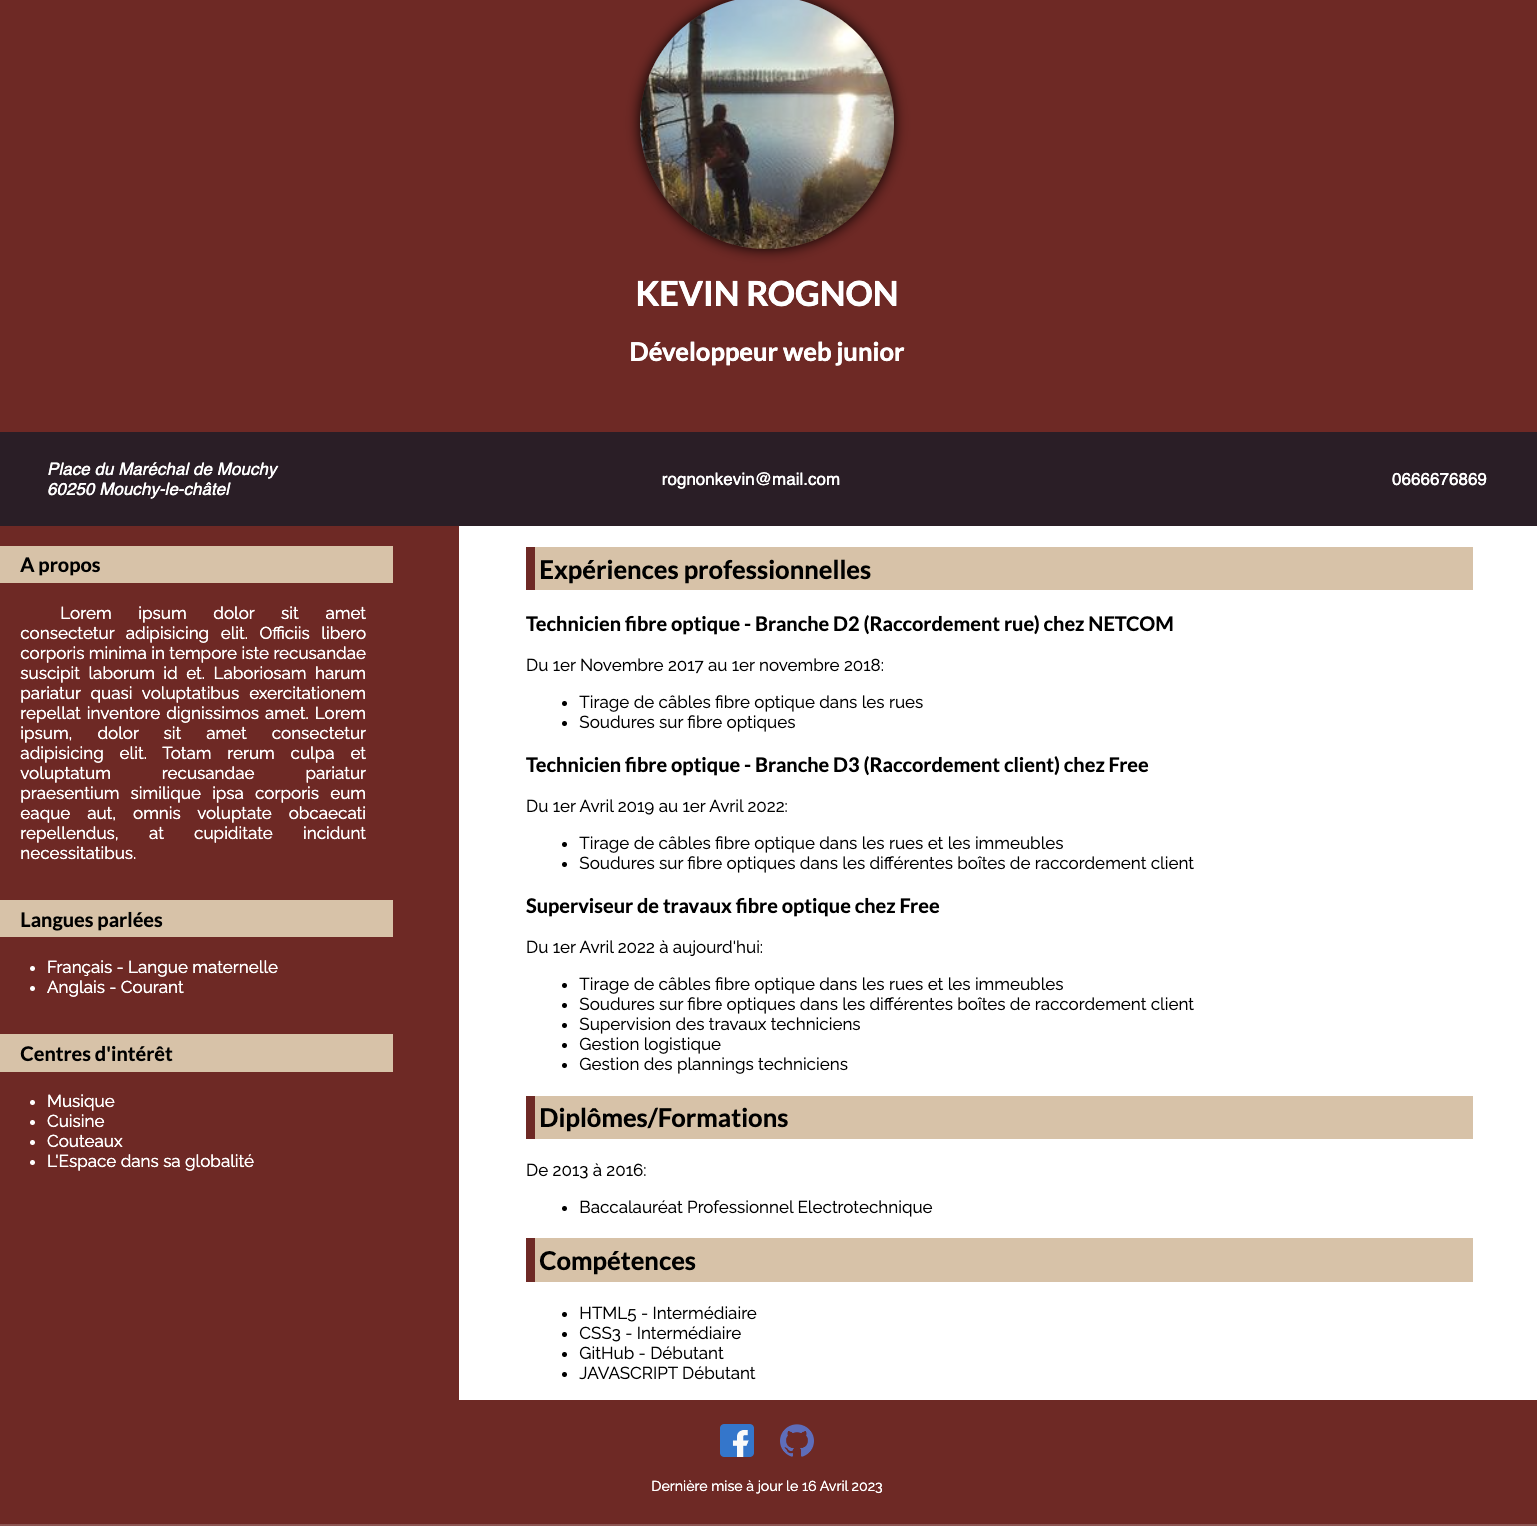 KEVIN ROGNON
Développeur web junior
Place du Maréchal de Mouchy
60250 Mouchy-le-châtel
rognonkevin@mail.com
0666676869
A propos
Lorem ipsum dolor sit amet
consectetur adipisicing elit. Officiis libero
corporis minima in tempore iste recusandae
suscipit laborum id et. Laboriosam harum
pariatur quasi voluptatibus exercitationem
repellat inventore dignissimos amet. Lorem
ipsum, dolor sit amet consectetur
adipisicing elit. Totam rerum culpa et
voluptatum recusandae pariatur
praesentium similique ipsa corporis eum
eaque aut, omnis voluptate obcaecati
repellendus, at cupiditate incidunt
necessitatibus.
Langues parlées
• Français - Langue maternelle
• Anglais - Courant
Centres d'intérêt
• Musique
• Cuisine
• Couteaux
• L'Espace dans sa globalité
Expériences professionnelles
Technicien fibre optique - Branche D2 (Raccordement rue) chez NETCOM
Du 1er Novembre 2017 au 1er novembre 2018:
• Tirage de câbles fibre optique dans les rues
• Soudures sur fibre optiques
Technicien fibre optique - Branche D3 (Raccordement client) chez Free
Du 1er Avril 2019 au 1er Avril 2022:
• Tirage de câbles fibre optique dans les rues et les immeubles
• Soudures sur fibre optiques dans les différentes boîtes de raccordement client
Superviseur de travaux fibre optique chez Free
Du 1er Avril 2022 à aujourd'hui:
• Tirage de câbles fibre optique dans les rues et les immeubles
• Soudures sur fibre optiques dans les différentes boîtes de raccordement client
• Supervision des travaux techniciens
• Gestion logistique
• Gestion des plannings techniciens
Diplômes/Formations
De 2013 à 2016:
• Baccalauréat Professionnel Electrotechnique
Compétences
• HTML5 - Intermédiaire
• CSS3 - Intermédiaire
• GitHub - Débutant
• JAVASCRIPT Débutant
Dernière mise à jour le 16 Avril 2023